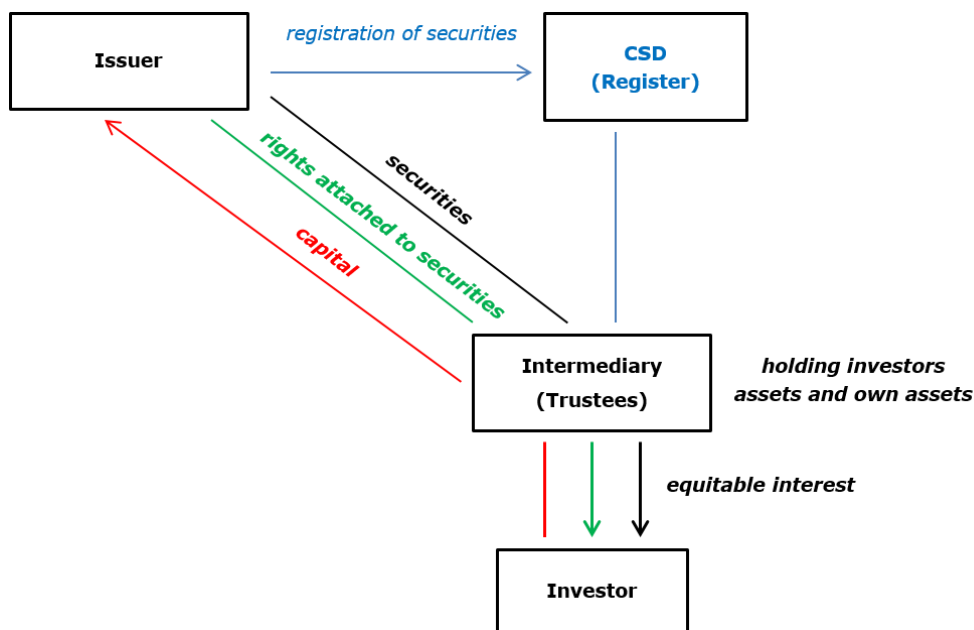 registration of securities
Issuer
CSD
(Register)
securities
rights attached to securities
capital
Intermediary
(Trustees)
holding investors
assets and own assets
equitable interest
Investor